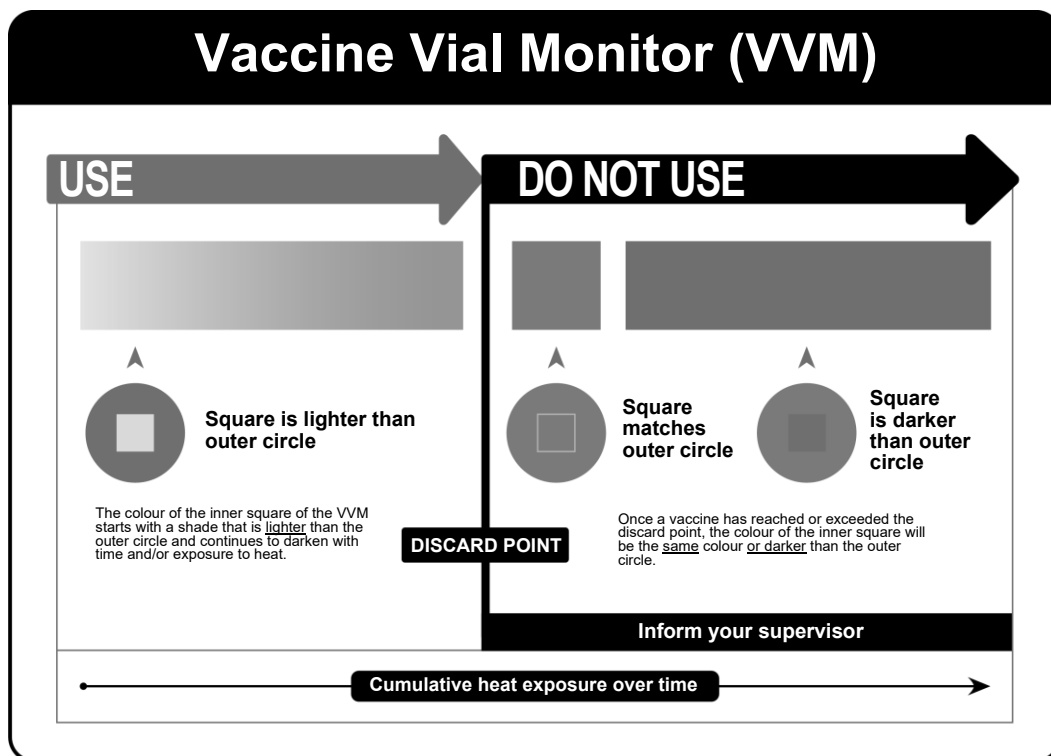 Vaccine Vial Monitor (VVM)
USE
DO NOT USE
Square is lighter than
outer circle
Square
matches
outer circle
Square
is darker
than outer
circle
The colour of the inner square of the VVM
starts with a shade that is lighter than the
outer circle and continues to darken with
time and/or exposure to heat.
DISCARD POINT
Once a vaccine has reached or exceeded the
discard point, the colour of the inner square will
be the same colour or darker than the outer
circle.
Inform your supervisor
Cumulative heat exposure over time